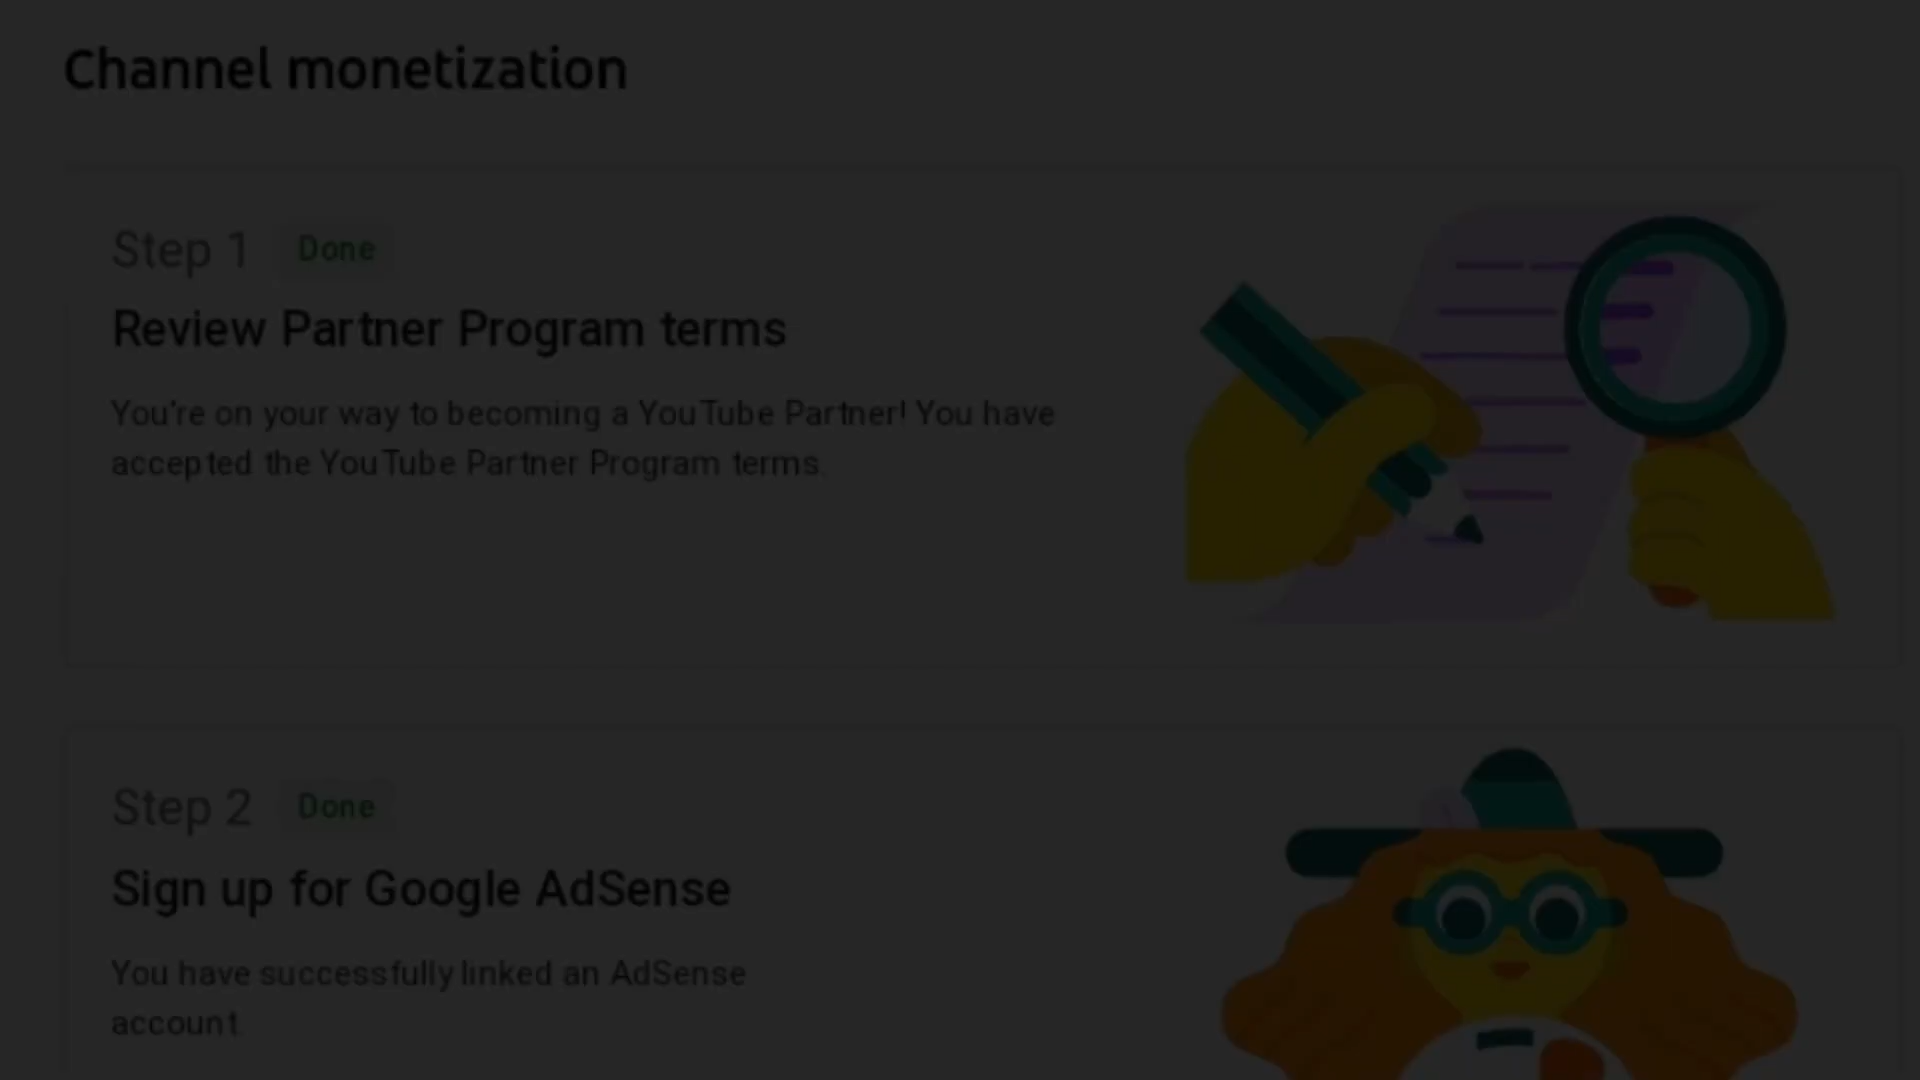 Channel monetization
Step 1 Done
Review Partner Program terms
You're on your way to becoming a YouTube Partner! You have
accepted the YouTube Partner Program terms.
Step 2 Done
Sign up for Google AdSense
You have successfully linked an AdSense
account.